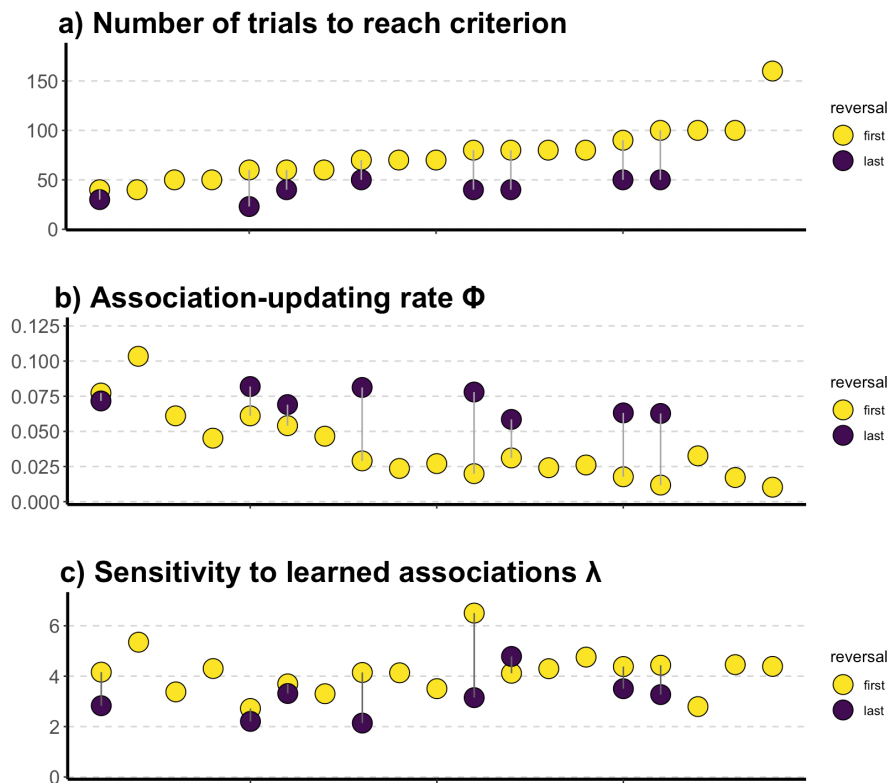 a) Number of trials to reach criterion
150
100
50
0
reversal
first
last
b) Association-updating rate Φ
0.125
0.100
0.075
0.050
0.025
0.000
reversal
first
last
c) Sensitivity to learned associations λ
6
4
2
0
reversal
first
last